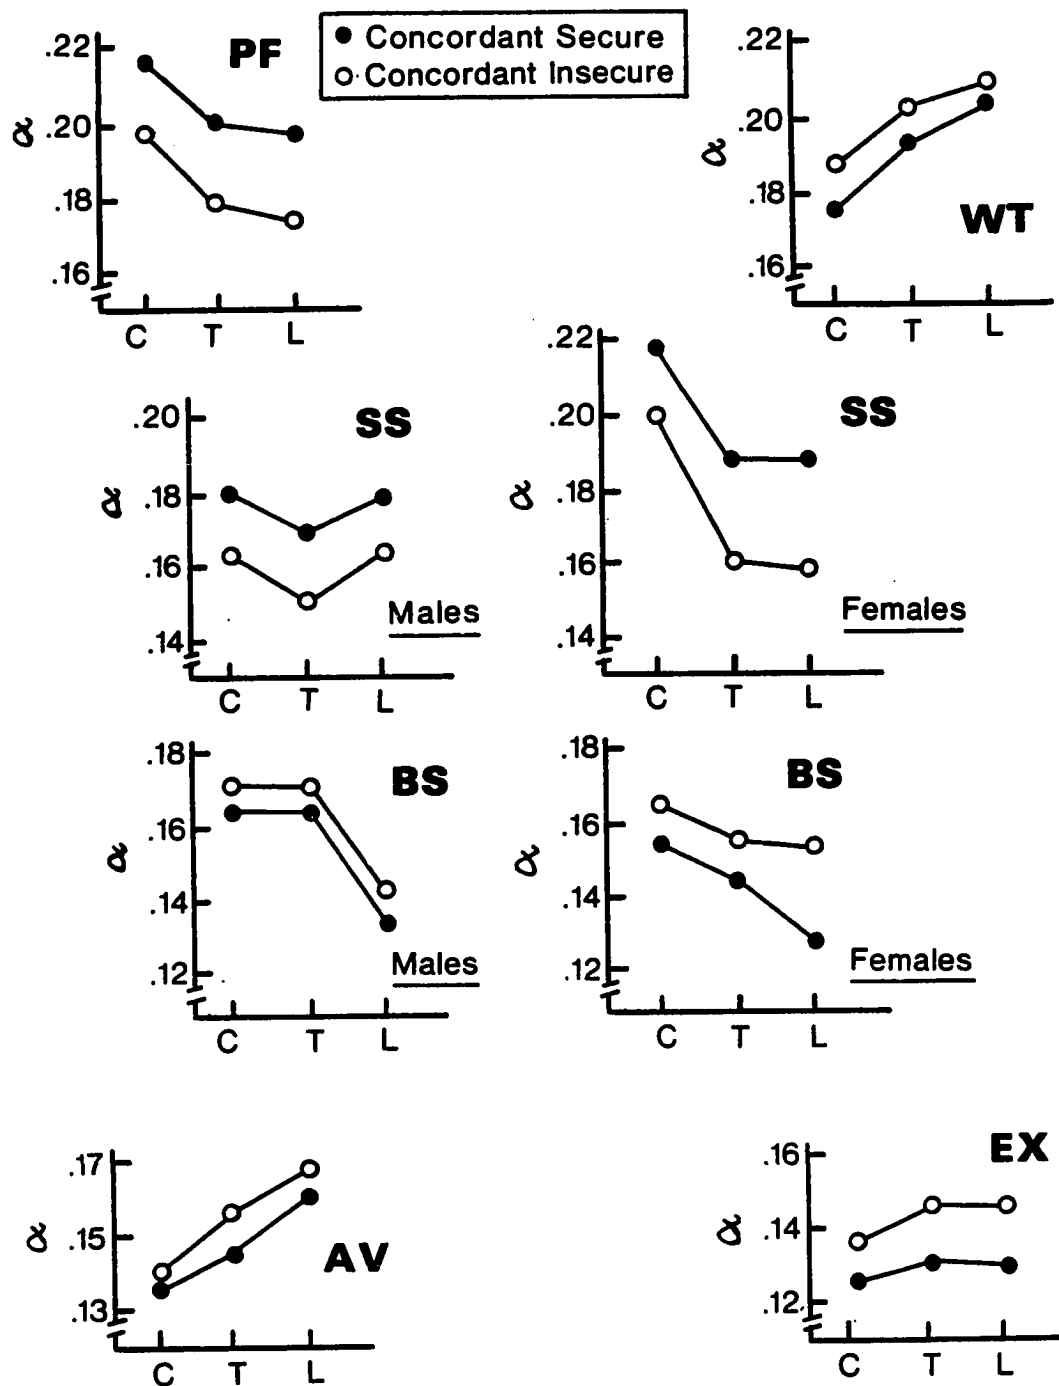 PF
● Concordant Secure
○ Concordant Insecure
.22
.20
.18
.16
α
C T L
WT
.22
.20
.18
.16
α
C T L
SS
.20
.18
.16
.14
α
Males
C T L
SS
.22
.20
.18
.16
.14
α
Females
C T L
BS
.18
.16
.14
.12
α
Males
C T L
BS
.18
.16
.14
.12
α
Females
C T L
AV
.17
.15
.13
α
C T L
EX
.16
.14
.12
α
C T L